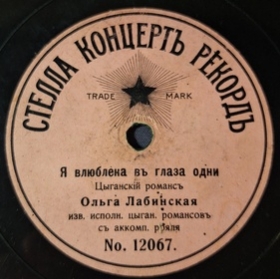 СТЕЛЛА КОНЦЕРТЪ РЕКОРДЪ
TRADE MARK
Я влюблена въ глаза одни
Цыганскій романсъ
Ольга Лабинская
изв. исполн. цыган. романсовъ
съ аккомп. рояля
No. 12067.